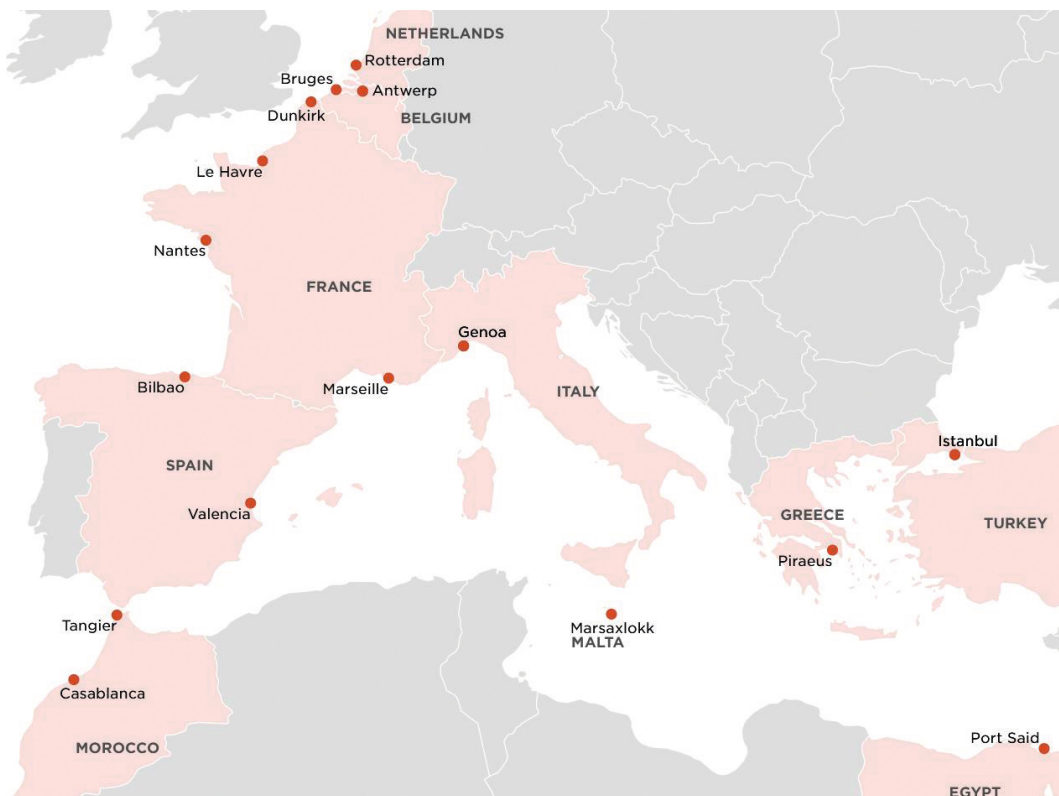 NETHERLANDS
Rotterdam
Bruges
Antwerp
Dunkirk
BELGIUM
Le Havre
Nantes
FRANCE
Genoa
Bilbao
Marseille
ITALY
Istanbul
SPAIN
Valencia
GREECE
TURKEY
Piraeus
Tangier
Marsaxlokk
MALTA
Casablanca
Port Said
MOROCCO
EGYPT